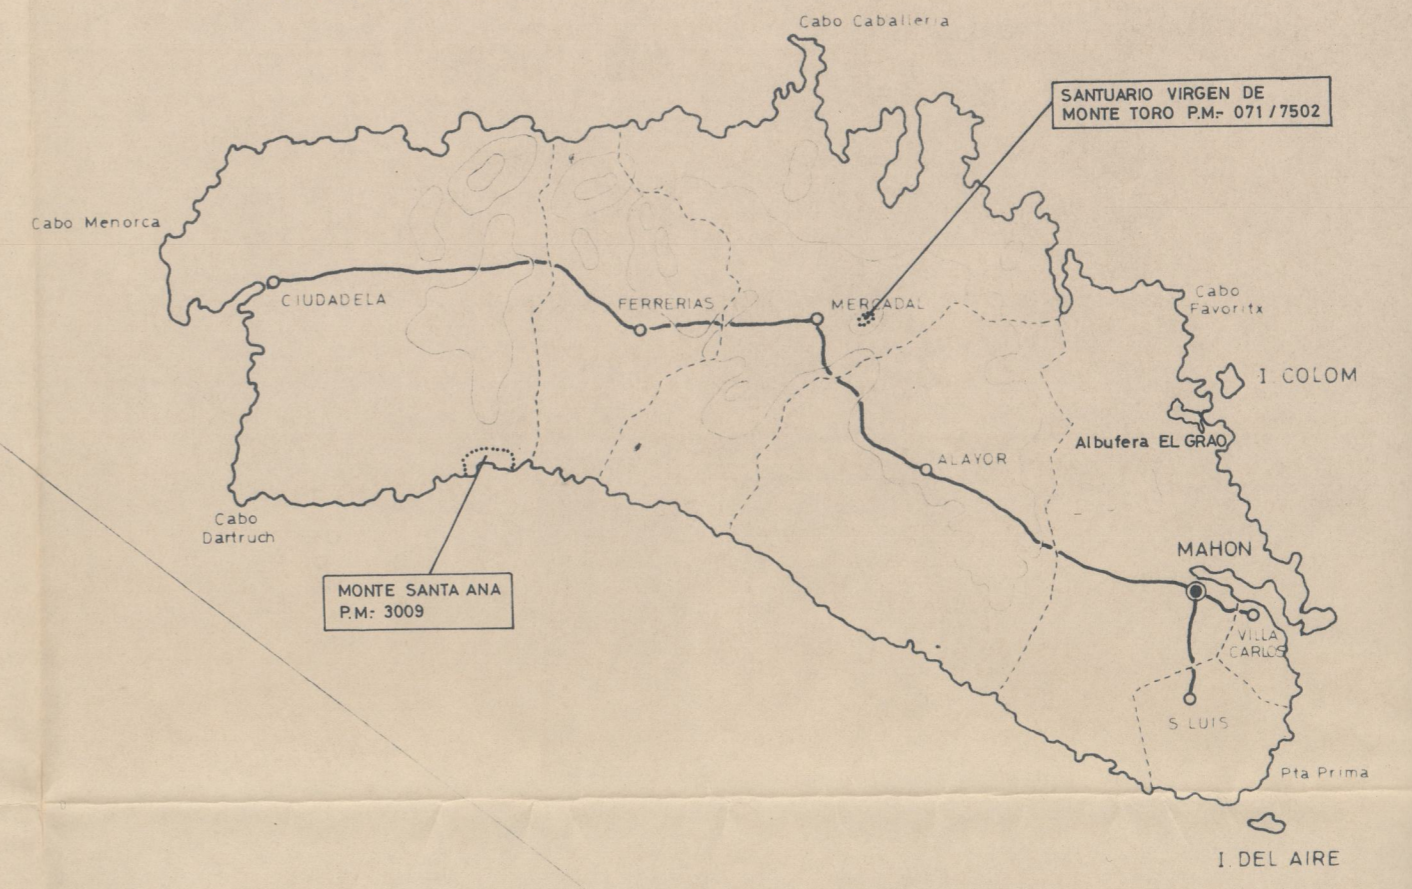 Cabo Caballeria
SANTUARIO VIRGEN DE
MONTE TORO P.M.- 071/7502
Cabo Menorca
CIUDADELA
FERRERIAS
MERCADAL
Cabo
Favoritx
I. COLOM
Albufera EL GRAO
ALAYOR
Cabo
Dartruch
MAHON
MONTE SANTA ANA
P.M.- 3009
VILLA
CARLOS
S. LUIS
Pta Prima
I. DEL AIRE